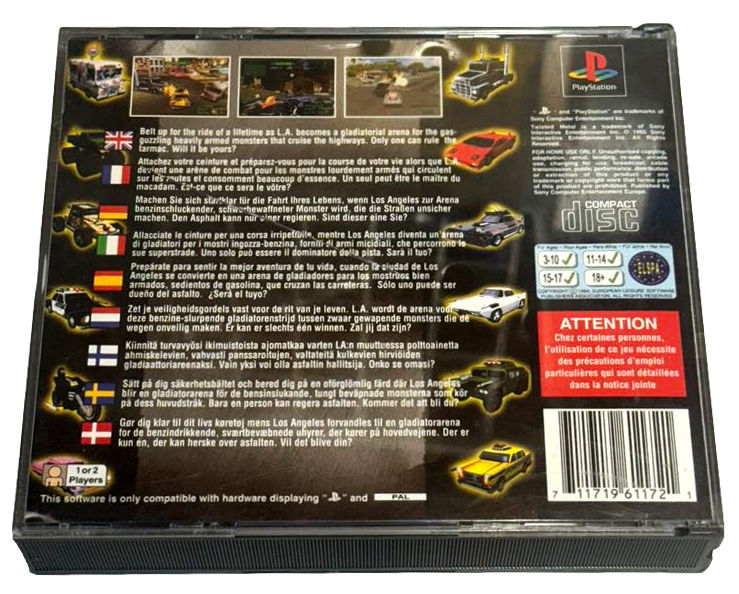 Belt up for the ride of a lifetime as L.A. becomes a gladiatorial arena for the gas-
guzzling heavily armed monsters that cruise the highways. Only one can rule the
tarmac. Will it be yours?
Attachez votre ceinture et préparez-vous pour la course de votre vie alors que L.A.
devient une arène de combat pour les monstres lourdement armés qui circulent
sur les routes et consomment beaucoup d'essence. Un seul peut être le maître du
macadam. Est-ce que ce sera le vôtre?
Machen Sie sich startklar für die Fahrt Ihres Lebens, wenn Los Angeles zur Arena
benzinschluckender, schwerbewaffneter Monster wird, die die Straßen unsicher
machen. Den Asphalt kann nur einer regieren. Sind dieser eine Sie?
Allacciate le cinture per una corsa irripetibile, mentre Los Angeles diventa un'arena
di gladiatori per i mostri ingozza-benzina, forniti di armi micidiali, che percorrono le
sue superstrade. Uno solo può essere il dominatore della pista. Sarà il tuo?
Prepárate para sentir la mejor aventura de tu vida, cuando la ciudad de Los
Angeles se convierte en una arena de gladiadores para los mostruos bien
armados, sedientos de gasolina, que cruzan las carreteras. Sólo uno puede ser
dueño del asfalto. ¿Será el tuyo?
Zet je veiligheidsgordels vast voor de rit van je leven. L.A. wordt de arena voor
deze benzine-slurpende gladiatorenstrijd tussen zwaar gewapende monsters die de
wegen onveilig maken. Er kan er slechts één winnen. Zal jij dat zijn?
Kiinnitä turvavyösi ikimuistoista ajomatkaa varten LA:n muuttuessa polttoainetta
ahmiskelevien, vahvasti panssaroitujen, valtateitä kulkevien hirviöiden
gladiaattoriareenaksi. Vain yksi voi olla asfaltin hallitsija. Onko se omasi?
Sätt på dig säkerhetsbältet och bered dig på en oförglömlig färd där Los Angeles
blir en gladiatorarena för de bensinslukande, tungt beväpnade monsterna som kör
på dess huvudstråk. Bara en person kan regera asfalten. Kommer det att bli du?
Gør dig klar til dit livs køretøj mens Los Angeles forvandles til en gladiatorarena
for de benzindrikkende, sværtbevæbnede uhyrer, der kører på hovedvejene. Der er
kun én, der kan herske over asfalten. Vil det blive din?
1 or 2
Players
This software is only compatible with hardware displaying " " and PAL
PlayStation
" " and "PlayStation" are trademarks of
Sony Computer Entertainment Inc.
Twisted Metal is a trademark of Sony
Interactive Entertainment Inc. © 1995 Sony
Interactive Entertainment Inc. All Rights
Reserved.
FOR HOME USE ONLY. Unauthorised copying,
adaptation, rental, lending, re-sale, arcade
use, charging for use, broadcast, cable
transmission, public performance, distribution
or extraction of this product or any
trademark or copyright work that forms part
of this product are prohibited. Published by
Sony Computer Entertainment Europe.
COMPACT
disc
For Ages - Pour Ages - Para Años - Für Jahre - Per Anni
3-10 ✓ 11-14 ✓
15-17 ✓ 18+ ✓
ELSPA
COPYRIGHT © 1994, EUROPEAN LEISURE SOFTWARE
PUBLISHERS ASSOCIATION. ALL RIGHTS RESERVED
ATTENTION
Chez certaines personnes,
l'utilisation de ce jeu nécessite
des précautions d'emploi
particulières qui sont détaillées
dans la notice jointe
7 11719 61172 1